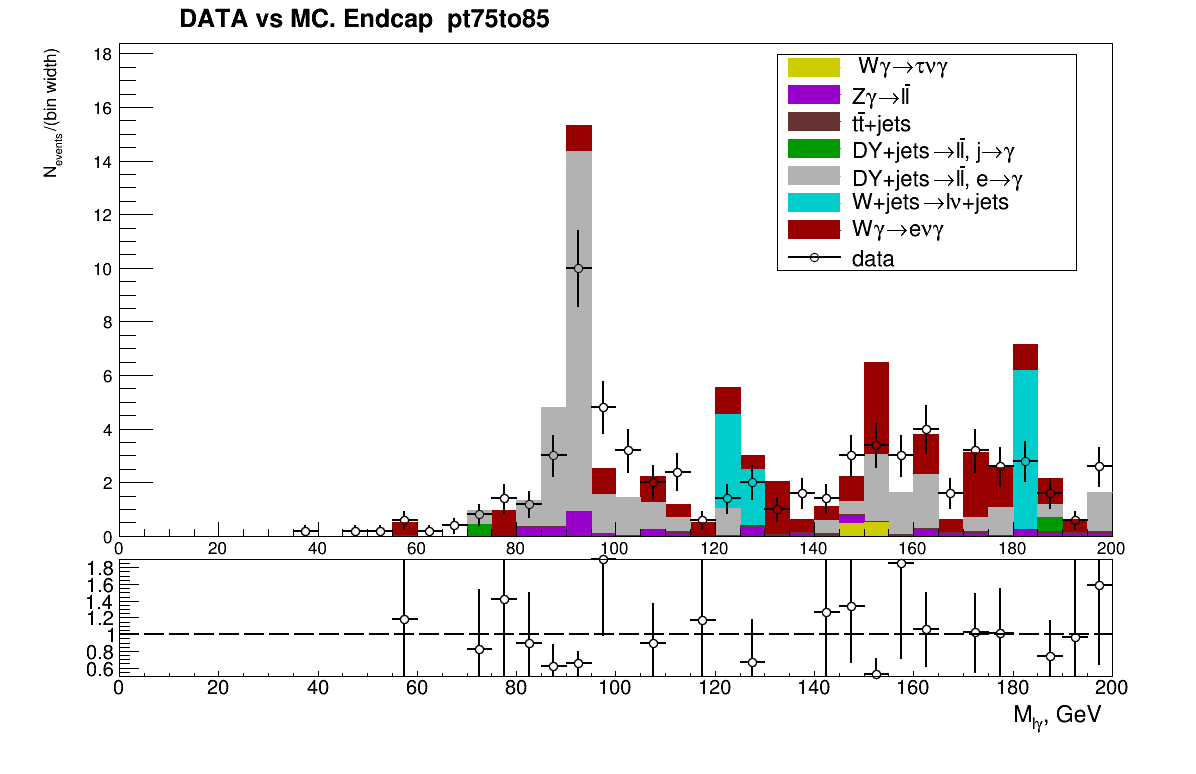 DATA vs MC. Endcap  pt75to85
N_events/(bin width)
18
16
14
12
10
8
6
4
2
0
Wγ→τνγ
Zγ→ll̄
tt̄+jets
DY+jets→ll̄, j→γ
DY+jets→ll̄, e→γ
W+jets→lν+jets
Wγ→eνγ
data
0 20 40 60 80 100 120 140 160 180 200
1.8
1.6
1.4
1.2
1
0.8
0.6
0 20 40 60 80 100 120 140 160 180 200
M_lγ, GeV